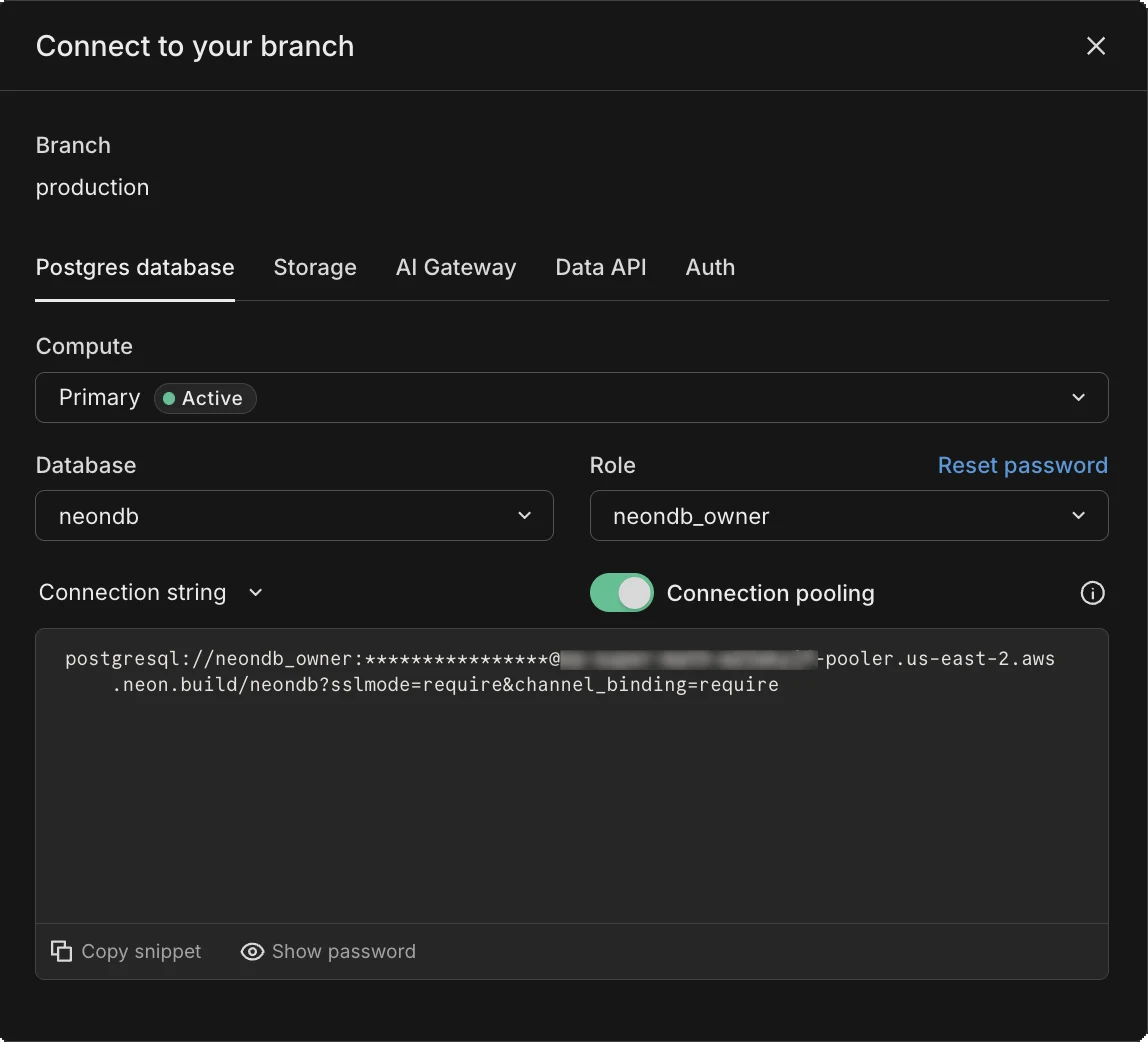 Connect to your branch
Branch
production
Postgres database Storage AI Gateway Data API Auth
Compute
Primary Active
Database
Role Reset password
neondb
neondb_owner
Connection string
Connection pooling
postgresql://neondb_owner:****************@-pooler.us-east-2.aws
.neon.build/neondb?sslmode=require&channel_binding=require
Copy snippet Show password